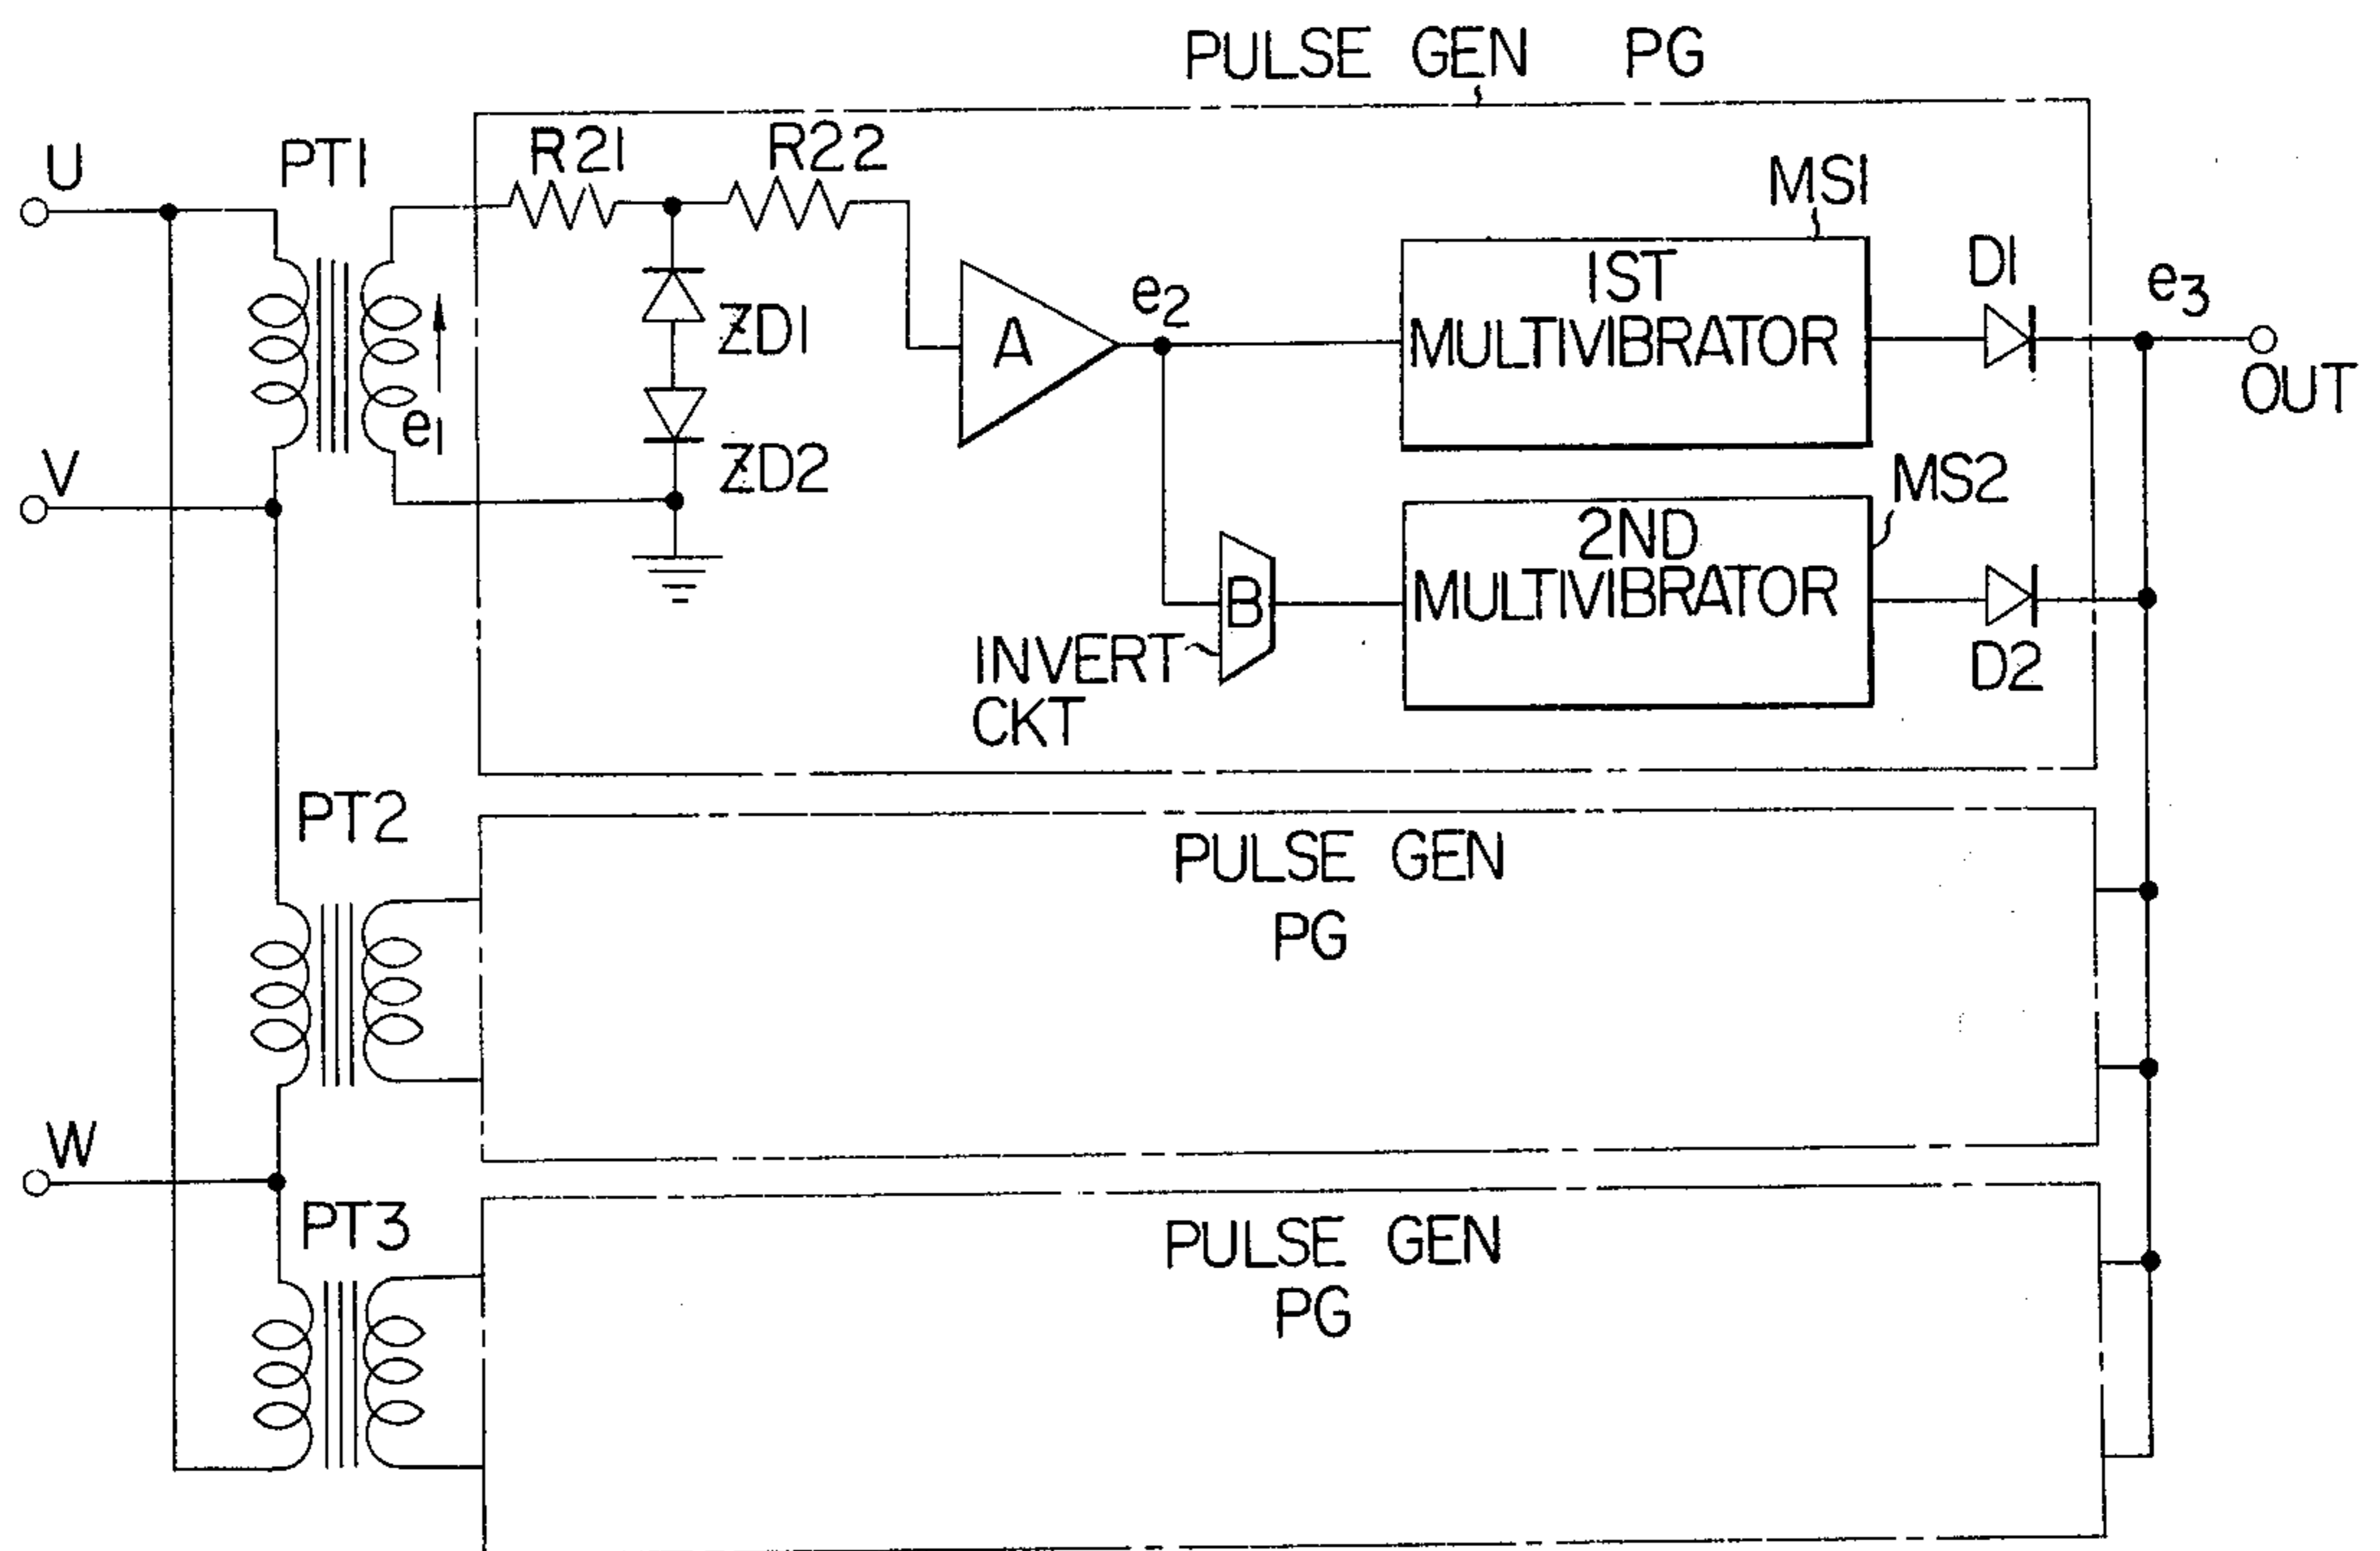 PULSE GEN PG
U
PT1
R21
R22
MS1
1ST
MULTIVIBRATOR
D1
e3
OUT
ZD1
A
e2
e1
V
ZD2
MS2
2ND
MULTIVIBRATOR
B
INVERT
CKT
D2
PT2
PULSE GEN
PG
W
PT3
PULSE GEN
PG